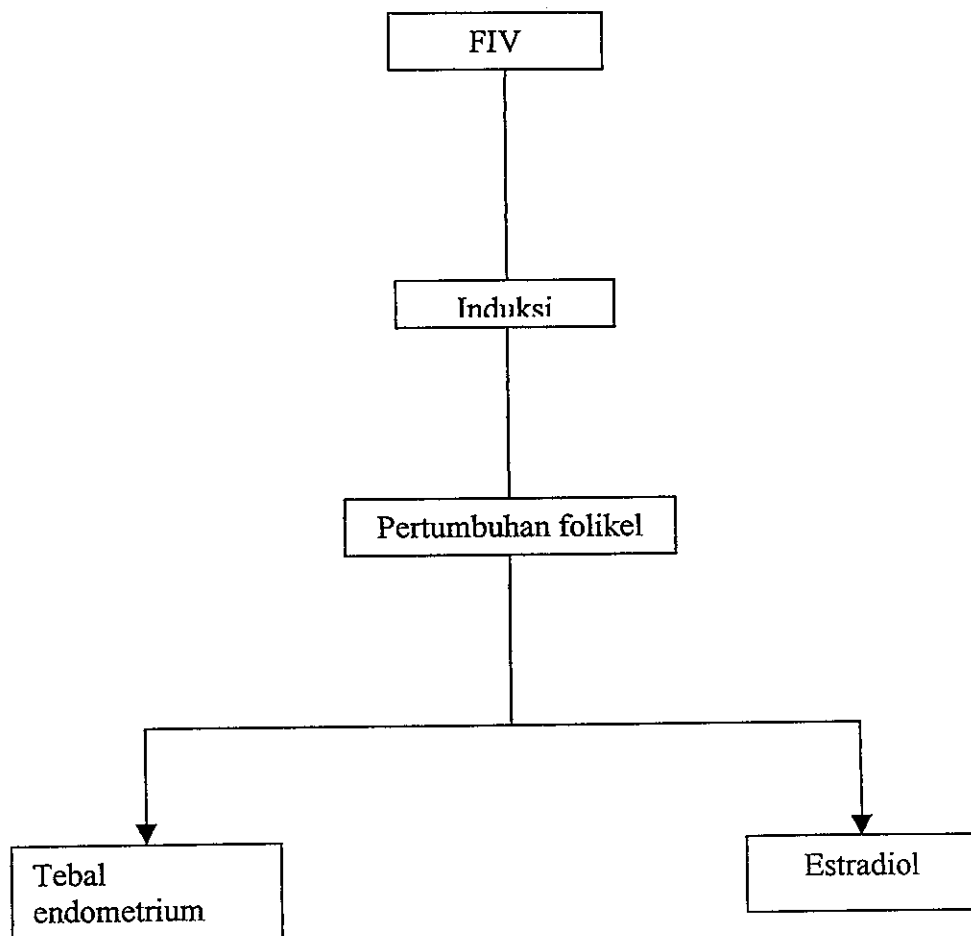 FIV
Induksi
Pertumbuhan folikel
Tebal
endometrium
Estradiol